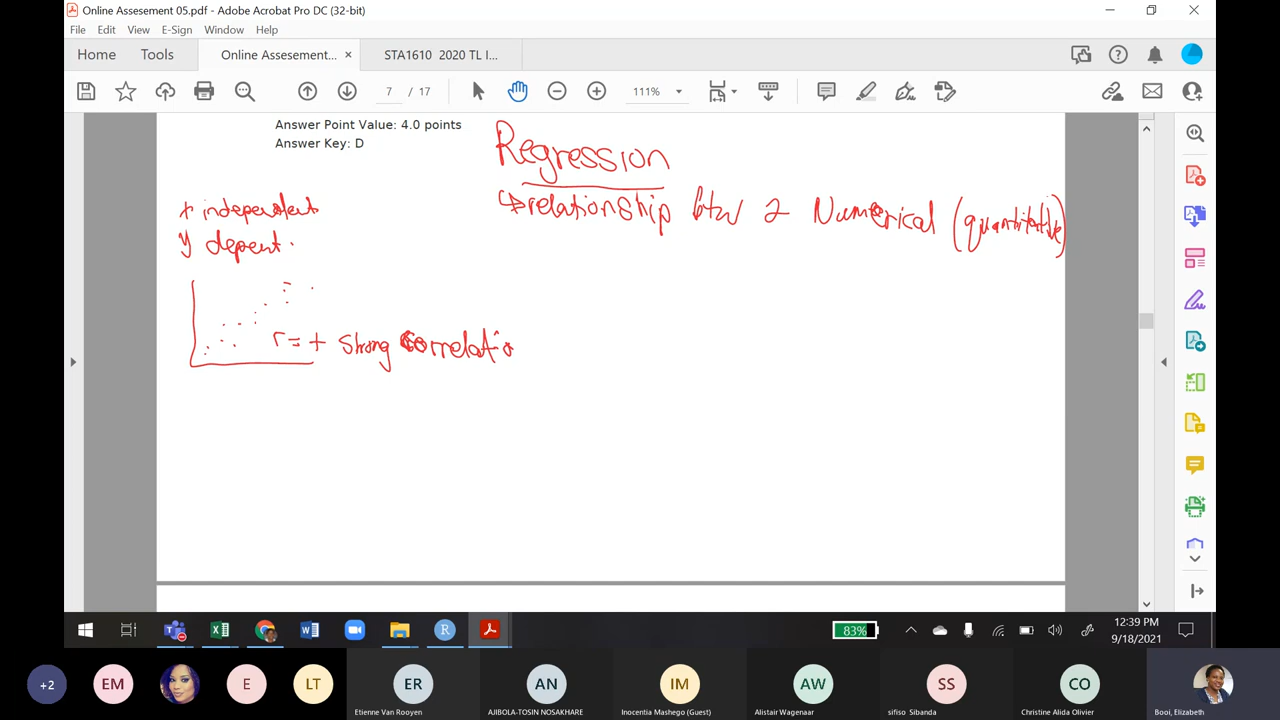 Online Assesement 05.pdf - Adobe Acrobat Pro DC (32-bit)
File Edit View E-Sign Window Help
Home Tools Online Assesment... × STA1610 2020 TL I...
7 / 17 111%
Answer Point Value: 4.0 points
Answer Key: D
Regression
↳relationship btw 2 Numerical (quantitative)
x independent
y depent.
r = + strong correlatio
83% 12:39 PM
9/18/2021
+2 EM E LT ER AN IM AW SS CO
Etienne Van Rooyen AJIBOLA-TOSIN NOSAKHARE Inocentia Mashego (Guest) Alistair Wagenaar sifiso Sibanda Christine Alida Olivier Booi, Elizabeth